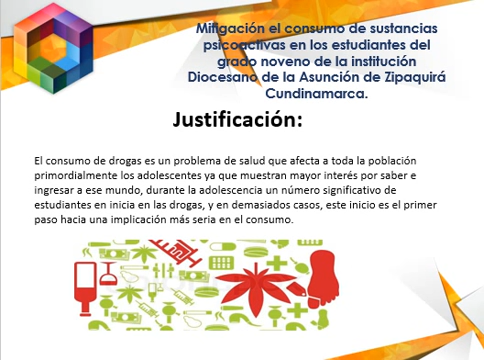 Mitigación el consumo de sustancias
psicoactivas en los estudiantes del
grado noveno de la institución
Diocesano de la Asunción de Zipaquirá
Cundinamarca.
Justificación:
El consumo de drogas es un problema de salud que afecta a toda la población
primordialmente los adolescentes ya que muestran mayor interés por saber e
ingresar a ese mundo, durante la adolescencia un número significativo de
estudiantes en inicia en las drogas, y en demasiados casos, este inicio es el primer
paso hacia una implicación más seria en el consumo.